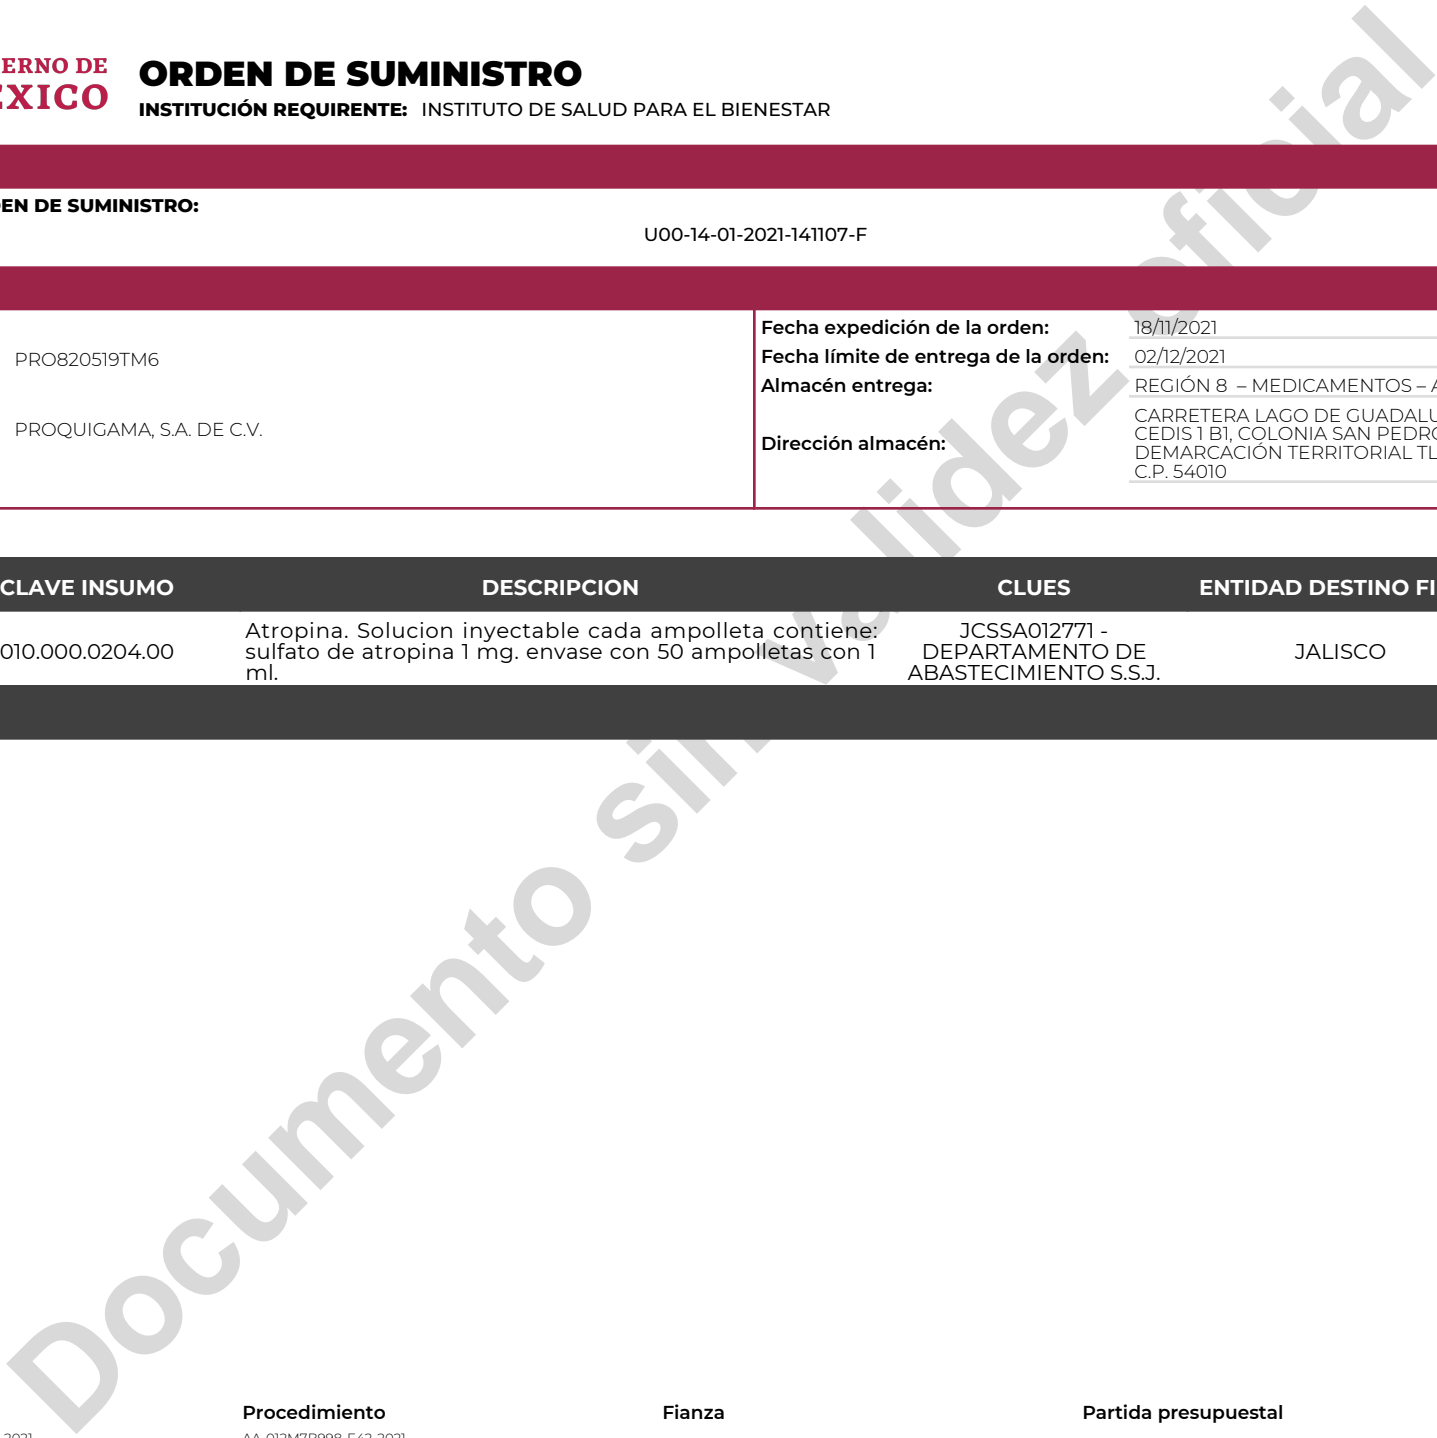 ERNO DE
EXICO
ORDEN DE SUMINISTRO
INSTITUCIÓN REQUIRENTE: INSTITUTO DE SALUD PARA EL BIENESTAR
EN DE SUMINISTRO:
U00-14-01-2021-141107-F
PRO820519TM6
PROQUIGAMA, S.A. DE C.V.
Fecha expedición de la orden: 18/11/2021
Fecha límite de entrega de la orden: 02/12/2021
Almacén entrega: REGIÓN 8 – MEDICAMENTOS – A
Dirección almacén:
CARRETERA LAGO DE GUADALU
CEDIS 1 B1, COLONIA SAN PEDRO
DEMARCACIÓN TERRITORIAL TL
C.P. 54010
CLAVE INSUMO DESCRIPCION CLUES ENTIDAD DESTINO FI
010.000.0204.00
Atropina. Solucion inyectable cada ampolleta contiene:
sulfato de atropina 1 mg. envase con 50 ampolletas con 1
ml.
JCSSA012771 -
DEPARTAMENTO DE
ABASTECIMIENTO S.S.J.
JALISCO
Documento sin validez oficial
Procedimiento Fianza Partida presupuestal